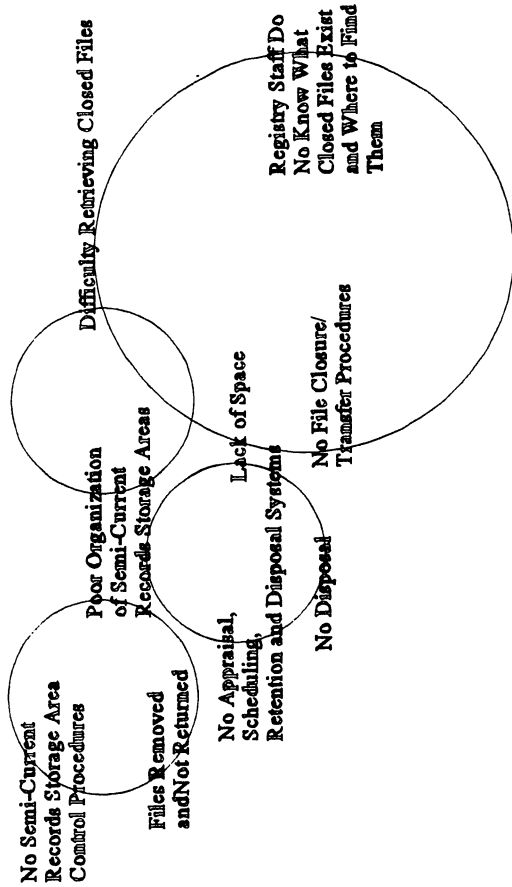 No Semi-Current
Records Storage Area
Control Procedures
Files Removed
andNot Returned
Poor Organization
of Semi-Current
Records Storage Areas
Difficulty Retrieving Closed Files
No Appraisal,
Scheduling,
Retention and Disposal Systems
Lack of Space
No Disposal
No File Closure/
Transfer Procedures
Registry Staff Do
No Know What
Closed Files Exist
and Where to Find
Them